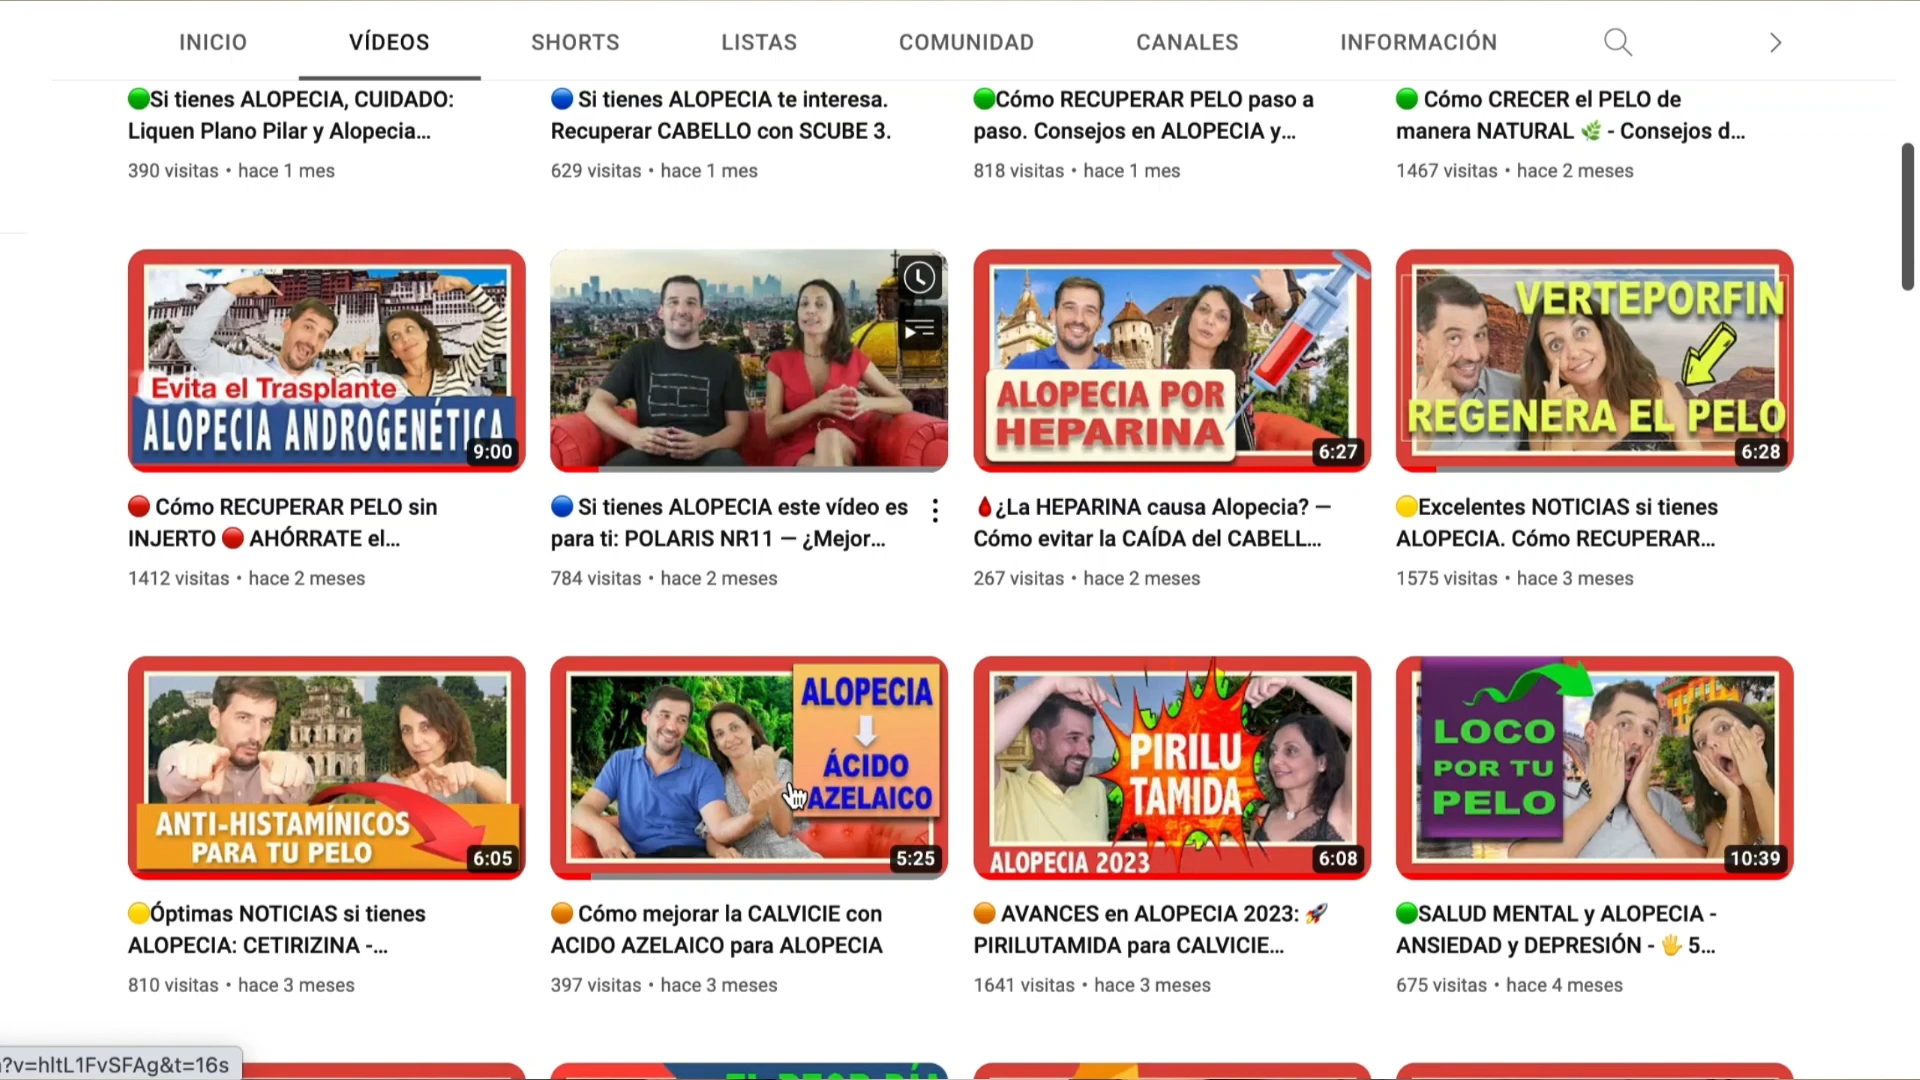 INICIO
VÍDEOS
SHORTS
LISTAS
COMUNIDAD
CANALES
INFORMACIÓN
🟢Si tienes ALOPECIA, CUIDADO:
Liquen Plano Pilar y Alopecia...
390 visitas • hace 1 mes
🔵 Si tienes ALOPECIA te interesa.
Recuperar CABELLO con SCUBE 3.
629 visitas • hace 1 mes
🟢Cómo RECUPERAR PELO paso a
paso. Consejos en ALOPECIA y...
818 visitas • hace 1 mes
🟢 Cómo CRECER el PELO de
manera NATURAL 🌿 - Consejos d...
1467 visitas • hace 2 meses
Evita el Trasplante
ALOPECIA ANDROGENÉTICA
9:00
ALOPECIA POR
HEPARINA
6:27
VERTEPORFIN
REGENERA EL PELO
6:28
🔴 Cómo RECUPERAR PELO sin
INJERTO 🔴 AHÓRRATE el...
1412 visitas • hace 2 meses
🔵 Si tienes ALOPECIA este vídeo es
para ti: POLARIS NR11 — ¿Mejor...
784 visitas • hace 2 meses
🩸¿La HEPARINA causa Alopecia? —
Cómo evitar la CAÍDA del CABELL...
267 visitas • hace 2 meses
🟡Excelentes NOTICIAS si tienes
ALOPECIA. Cómo RECUPERAR...
1575 visitas • hace 3 meses
ANTI-HISTAMÍNICOS
PARA TU PELO
6:05
ALOPECIA
ÁCIDO
AZELAICO
5:25
PIRILU
TAMIDA
ALOPECIA 2023
6:08
LOCO
POR TU
PELO
10:39
🟡Óptimas NOTICIAS si tienes
ALOPECIA: CETIRIZINA -...
810 visitas • hace 3 meses
🟠 Cómo mejorar la CALVICIE con
ACIDO AZELAICO para ALOPECIA
397 visitas • hace 3 meses
🟠 AVANCES en ALOPECIA 2023: 🚀
PIRILUTAMIDA para CALVICIE...
1641 visitas • hace 3 meses
🟢SALUD MENTAL y ALOPECIA -
ANSIEDAD y DEPRESIÓN - 🖐 5...
675 visitas • hace 4 meses
?v=hltL1FvSFAg&t=16s